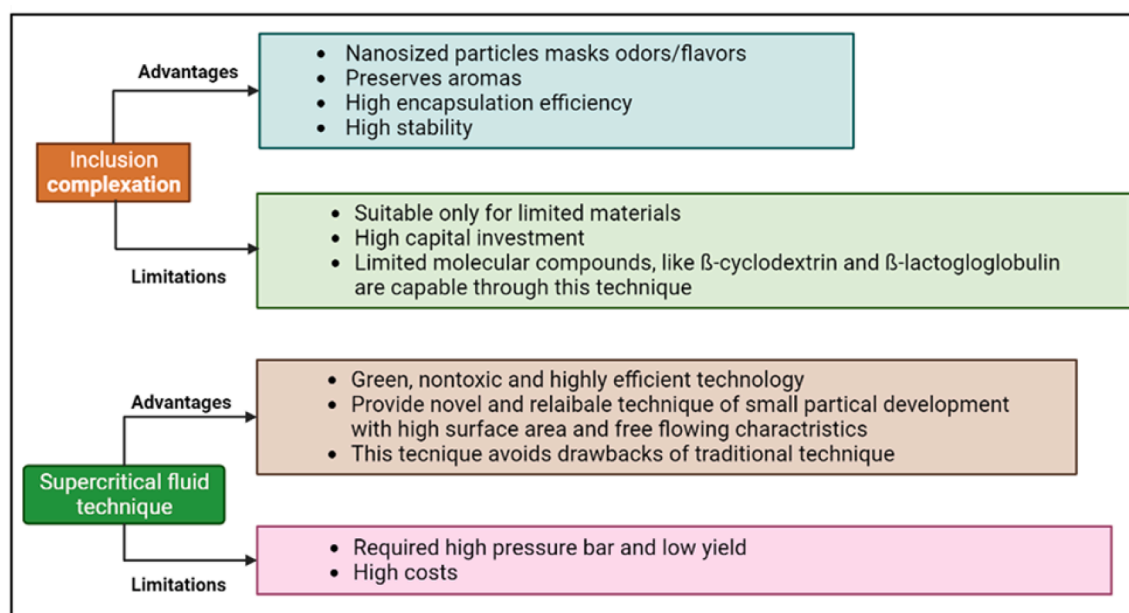 Advantages
• Nanosized particles masks odors/flavors
• Preserves aromas
• High encapsulation efficiency
• High stability
Inclusion
complexation
Limitations
• Suitable only for limited materials
• High capital investment
• Limited molecular compounds, like ß-cyclodextrin and ß-lactogloglobulin
are capable through this technique
Advantages
• Green, nontoxic and highly efficient technology
• Provide novel and relaibale technique of small partical development
with high surface area and free flowing charactristics
• This tecnique avoids drawbacks of traditional technique
Supercritical fluid
technique
Limitations
• Required high pressure bar and low yield
• High costs